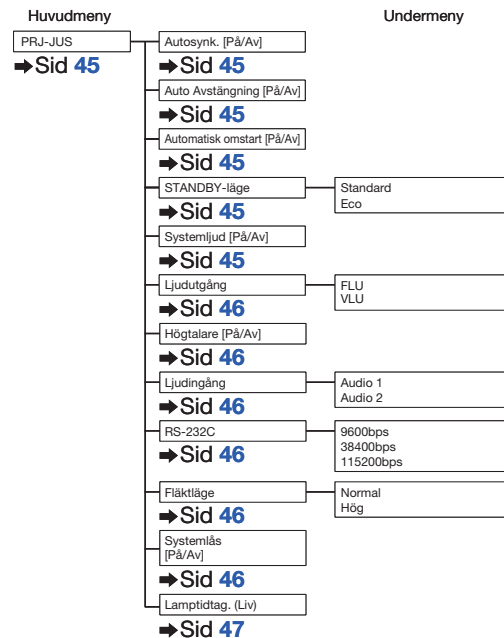 Huvudmeny
Undermeny
PRJ-JUS
➡Sid 45
Autosynk. [På/Av]
➡Sid 45
Auto Avstängning [På/Av]
➡Sid 45
Automatisk omstart [På/Av]
➡Sid 45
STANDBY-läge
➡Sid 45
Standard
Eco
Systemljud [På/Av]
➡Sid 45
Ljudutgång
➡Sid 46
FLU
VLU
Högtalare [På/Av]
➡Sid 46
Ljudingång
➡Sid 46
Audio 1
Audio 2
RS-232C
➡Sid 46
9600bps
38400bps
115200bps
Fläktläge
➡Sid 46
Normal
Hög
Systemlås
[På/Av]
➡Sid 46
Lamptidtag. (Liv)
➡Sid 47